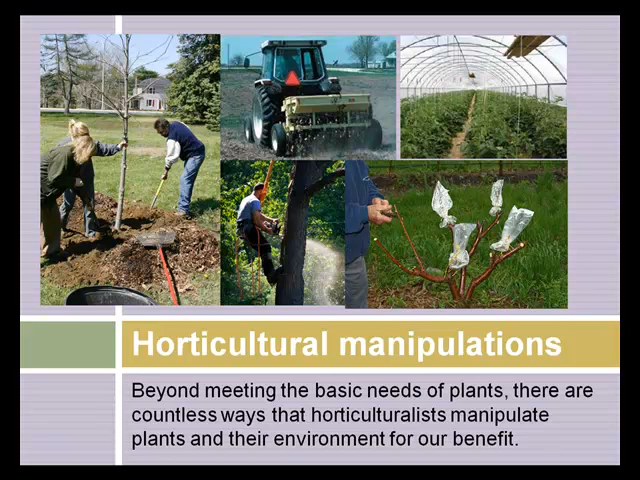 Horticultural manipulations
Beyond meeting the basic needs of plants, there are
countless ways that horticulturalists manipulate
plants and their environment for our benefit.